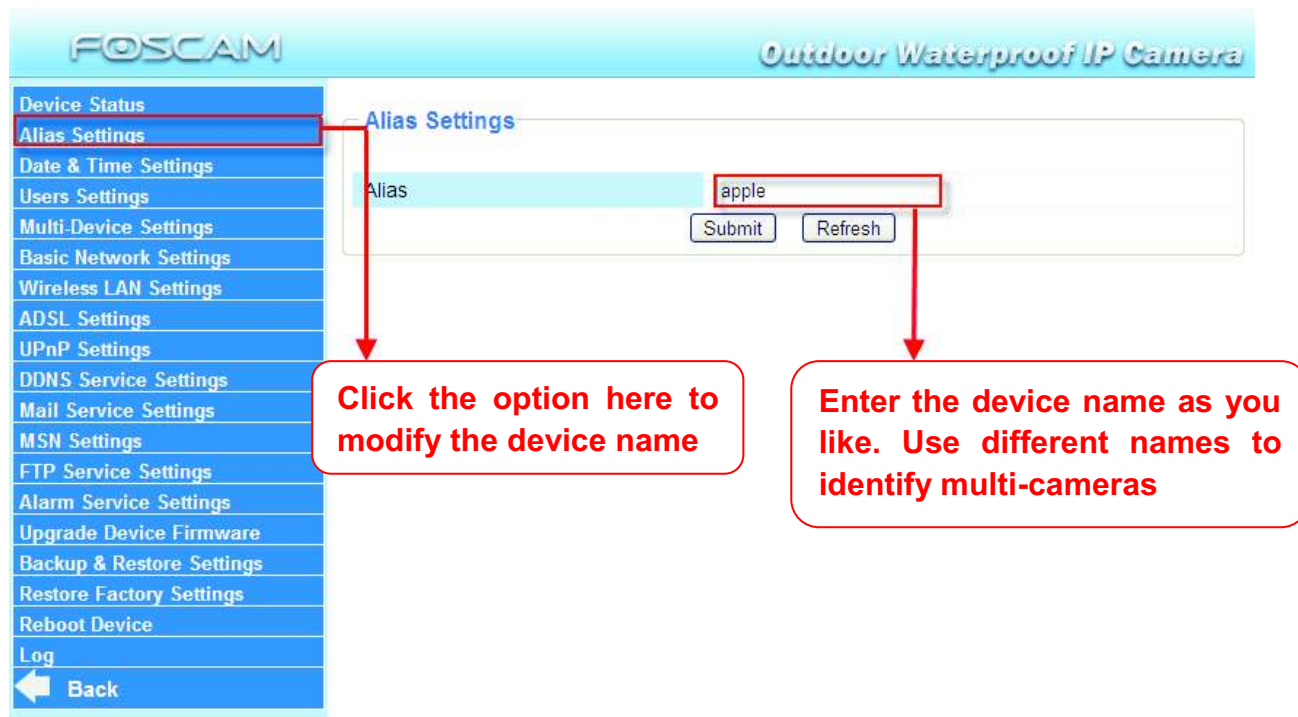 FOSCAM
Outdoor Waterproof IP Camera
Device Status
Alias Settings
Date & Time Settings
Users Settings
Multi-Device Settings
Basic Network Settings
Wireless LAN Settings
ADSL Settings
UPnP Settings
DDNS Service Settings
Mail Service Settings
MSN Settings
FTP Service Settings
Alarm Service Settings
Upgrade Device Firmware
Backup & Restore Settings
Restore Factory Settings
Reboot Device
Log
Back
Alias Settings
Alias
apple
Submit
Refresh
Click the option here to
modify the device name
Enter the device name as you
like. Use different names to
identify multi-cameras